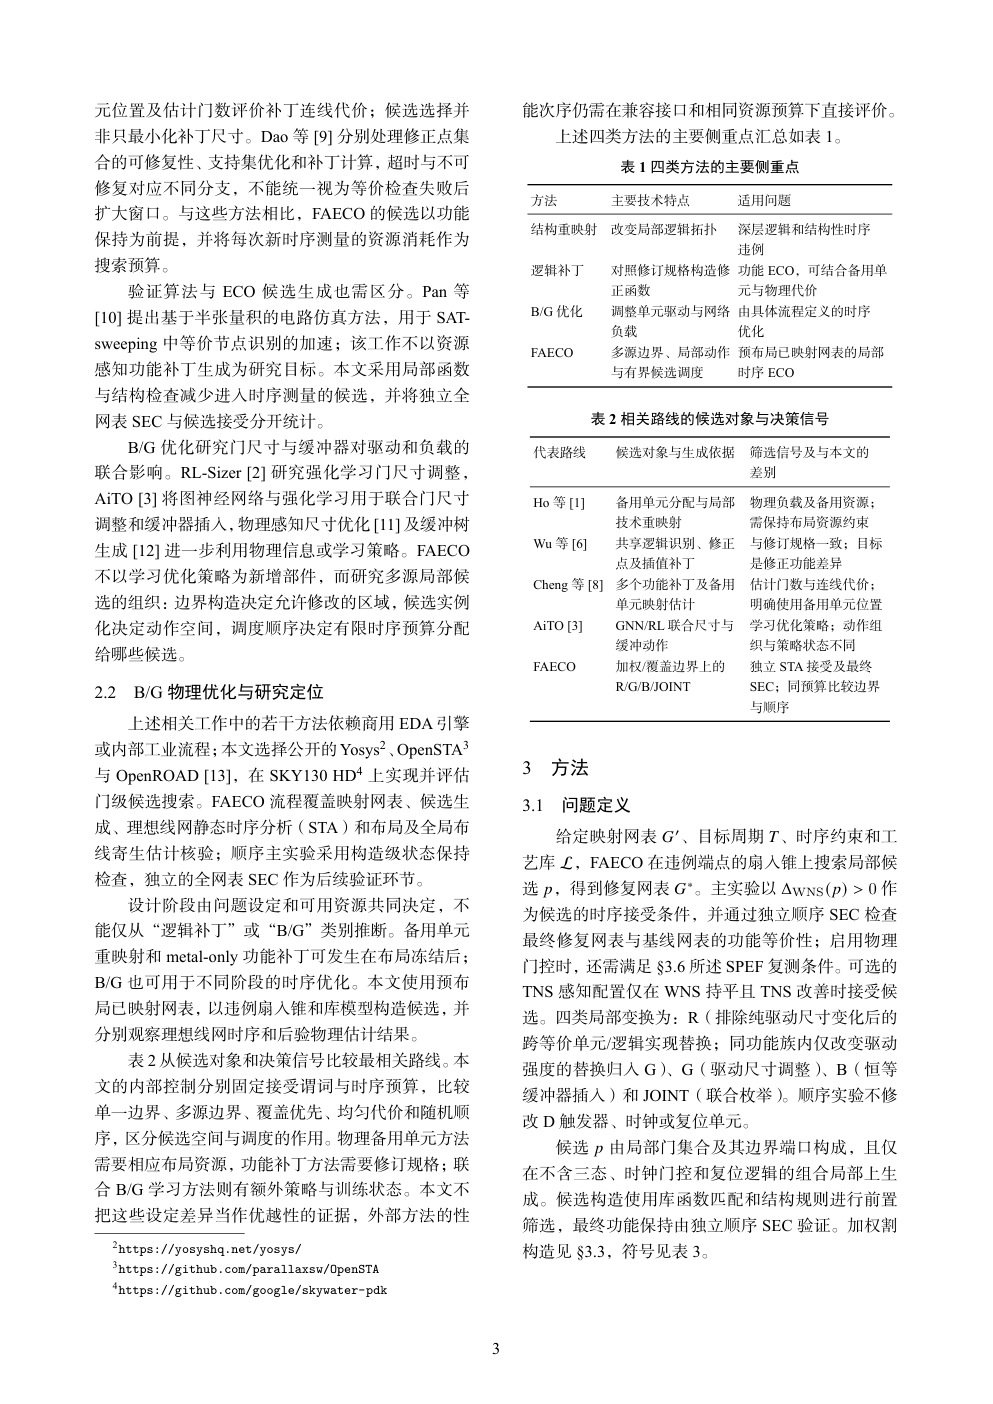 元位置及估计门数评价补丁连线代价；候选选择并
非只最小化补丁尺寸。Dao 等 [9] 分别处理修正点集
合的可修复性、支持集优化和补丁计算，超时与不可
修复对应不同分支，不能统一视为等价检查失败后
扩大窗口。与这些方法相比，FAECO 的候选以功能
保持为前提，并将每次新时序测量的资源消耗作为
搜索预算。
验证算法与 ECO 候选生成也需区分。Pan 等
[10] 提出基于半张量积的电路仿真方法，用于 SAT-
sweeping 中等价节点识别的加速；该工作不以资源
感知功能补丁生成为研究目标。本文采用局部函数
与结构检查减少进入时序测量的候选，并将独立全
网表 SEC 与候选接受分开统计。
B/G 优化研究门尺寸与缓冲器对驱动和负载的
联合影响。RL-Sizer [2] 研究强化学习门尺寸调整，
AiTO [3] 将图神经网络与强化学习用于联合门尺寸
调整和缓冲器插入，物理感知尺寸优化 [11] 及缓冲树
生成 [12] 进一步利用物理信息或学习策略。FAECO
不以学习优化策略为新增部件，而研究多源局部候
选的组织：边界构造决定允许修改的区域，候选实例
化决定动作空间，调度顺序决定有限时序预算分配
给哪些候选。
2.2 B/G 物理优化与研究定位
上述相关工作中的若干方法依赖商用 EDA 引擎
或内部工业流程；本文选择公开的 Yosys2、OpenSTA3
与 OpenROAD [13]，在 SKY130 HD4 上实现并评估
门级候选搜索。FAECO 流程覆盖映射网表、候选生
成、理想线网静态时序分析（STA）和布局及全局布
线寄生估计核验；顺序主实验采用构造级状态保持
检查，独立的全网表 SEC 作为后续验证环节。
设计阶段由问题设定和可用资源共同决定，不
能仅从“逻辑补丁”或“B/G”类别推断。备用单元
重映射和 metal-only 功能补丁可发生在布局冻结后；
B/G 也可用于不同阶段的时序优化。本文使用预布
局已映射网表，以违例扇入锥和库模型构造候选，并
分别观察理想线网时序和后验物理估计结果。
表 2 从候选对象和决策信号比较最相关路线。本
文的内部控制分别固定接受谓词与时序预算，比较
单一边界、多源边界、覆盖优先、均匀代价和随机顺
序，区分候选空间与调度的作用。物理备用单元方法
需要相应布局资源，功能补丁方法需要修订规格；联
合 B/G 学习方法则有额外策略与训练状态。本文不
把这些设定差异当作优越性的证据，外部方法的性
2https://yosyshq.net/yosys/
3https://github.com/parallaxsw/OpenSTA
4https://github.com/google/skywater-pdk
能次序仍需在兼容接口和相同资源预算下直接评价。
上述四类方法的主要侧重点汇总如表 1。
表 1 四类方法的主要侧重点
方法 主要技术特点 适用问题
结构重映射 改变局部逻辑拓扑 深层逻辑和结构性时序
违例
逻辑补丁 对照修订规格构造修 功能 ECO，可结合备用单
正函数 元与物理代价
B/G 优化 调整单元驱动与网络 由具体流程定义的时序
负载 优化
FAECO 多源边界、局部动作 预布局已映射网表的局部
与有界候选调度 时序 ECO
表 2 相关路线的候选对象与决策信号
代表路线 候选对象与生成依据 筛选信号及与本文的
差别
Ho 等 [1] 备用单元分配与局部 物理负载及备用资源；
技术重映射 需保持布局资源约束
Wu 等 [6] 共享逻辑识别、修正 与修订规格一致；目标
点及插值补丁 是修正功能差异
Cheng 等 [8] 多个功能补丁及备用 估计门数与连线代价；
单元映射估计 明确使用备用单元位置
AiTO [3] GNN/RL 联合尺寸与 学习优化策略；动作组
缓冲动作 织与策略状态不同
FAECO 加权/覆盖边界上的 独立 STA 接受及最终
R/G/B/JOINT SEC；同预算比较边界
与顺序
3 方法
3.1 问题定义
给定映射网表 G′、目标周期 T、时序约束和工
艺库 ℒ，FAECO 在违例端点的扇入锥上搜索局部候
选 p，得到修复网表 G*。主实验以 ΔWNS(p) > 0 作
为候选的时序接受条件，并通过独立顺序 SEC 检查
最终修复网表与基线网表的功能等价性；启用物理
门控时，还需满足 §3.6 所述 SPEF 复测条件。可选的
TNS 感知配置仅在 WNS 持平且 TNS 改善时接受候
选。四类局部变换为：R（排除纯驱动尺寸变化后的
跨等价单元/逻辑实现替换；同功能族内仅改变驱动
强度的替换归入 G）、G（驱动尺寸调整）、B（恒等
缓冲器插入）和 JOINT（联合枚举）。顺序实验不修
改 D 触发器、时钟或复位单元。
候选 p 由局部门集合及其边界端口构成，且仅
在不含三态、时钟门控和复位逻辑的组合局部上生
成。候选构造使用库函数匹配和结构规则进行前置
筛选，最终功能保持由独立顺序 SEC 验证。加权割
构造见 §3.3，符号见表 3。
3